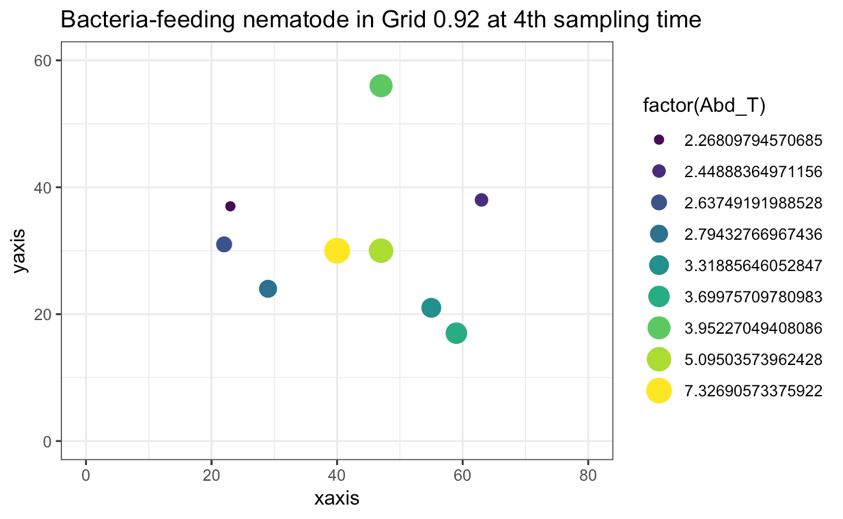 Bacteria-feeding nematode in Grid 0.92 at 4th sampling time
60
40
20
0
yaxis
0 20 40 60 80
xaxis
factor(Abd_T)
2.26809794570685
2.44888364971156
2.63749191988528
2.79432766967436
3.31885646052847
3.69975709780983
3.95227049408086
5.09503573962428
7.32690573375922